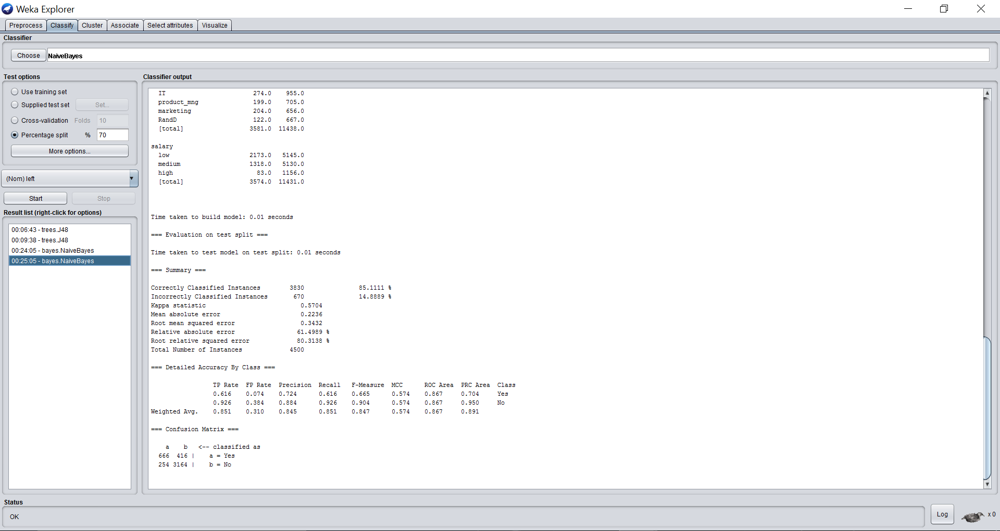 Weka Explorer
Preprocess Classify Cluster Associate Select attributes Visualize
Classifier
Choose NaiveBayes
Test options
Use training set
Supplied test set Set...
Cross-validation Folds 10
Percentage split % 70
More options...
(Nom) left
Start Stop
Result list (right-click for options)
00:06:43 - trees.J48
00:09:38 - trees.J48
00:24:05 - bayes.NaiveBayes
00:25:05 - bayes.NaiveBayes
Classifier output
IT 274.0 955.0
product_mng 199.0 705.0
marketing 204.0 656.0
RandD 122.0 667.0
[total] 3581.0 11438.0
salary
low 2173.0 5145.0
medium 1318.0 5130.0
high 83.0 1156.0
[total] 3574.0 11431.0
Time taken to build model: 0.01 seconds
=== Evaluation on test split ===
Time taken to test model on test split: 0.01 seconds
=== Summary ===
Correctly Classified Instances 3830 85.1111 %
Incorrectly Classified Instances 670 14.8889 %
Kappa statistic 0.5704
Mean absolute error 0.2236
Root mean squared error 0.3432
Relative absolute error 61.4989 %
Root relative squared error 80.3138 %
Total Number of Instances 4500
=== Detailed Accuracy By Class ===
TP Rate FP Rate Precision Recall F-Measure MCC ROC Area PRC Area Class
0.616 0.074 0.724 0.616 0.665 0.574 0.867 0.704 Yes
0.926 0.384 0.884 0.926 0.904 0.574 0.867 0.950 No
Weighted Avg. 0.851 0.310 0.845 0.851 0.847 0.574 0.867 0.891
=== Confusion Matrix ===
a b <-- classified as
666 416 | a = Yes
254 3164 | b = No
Status
OK
Log
x 0